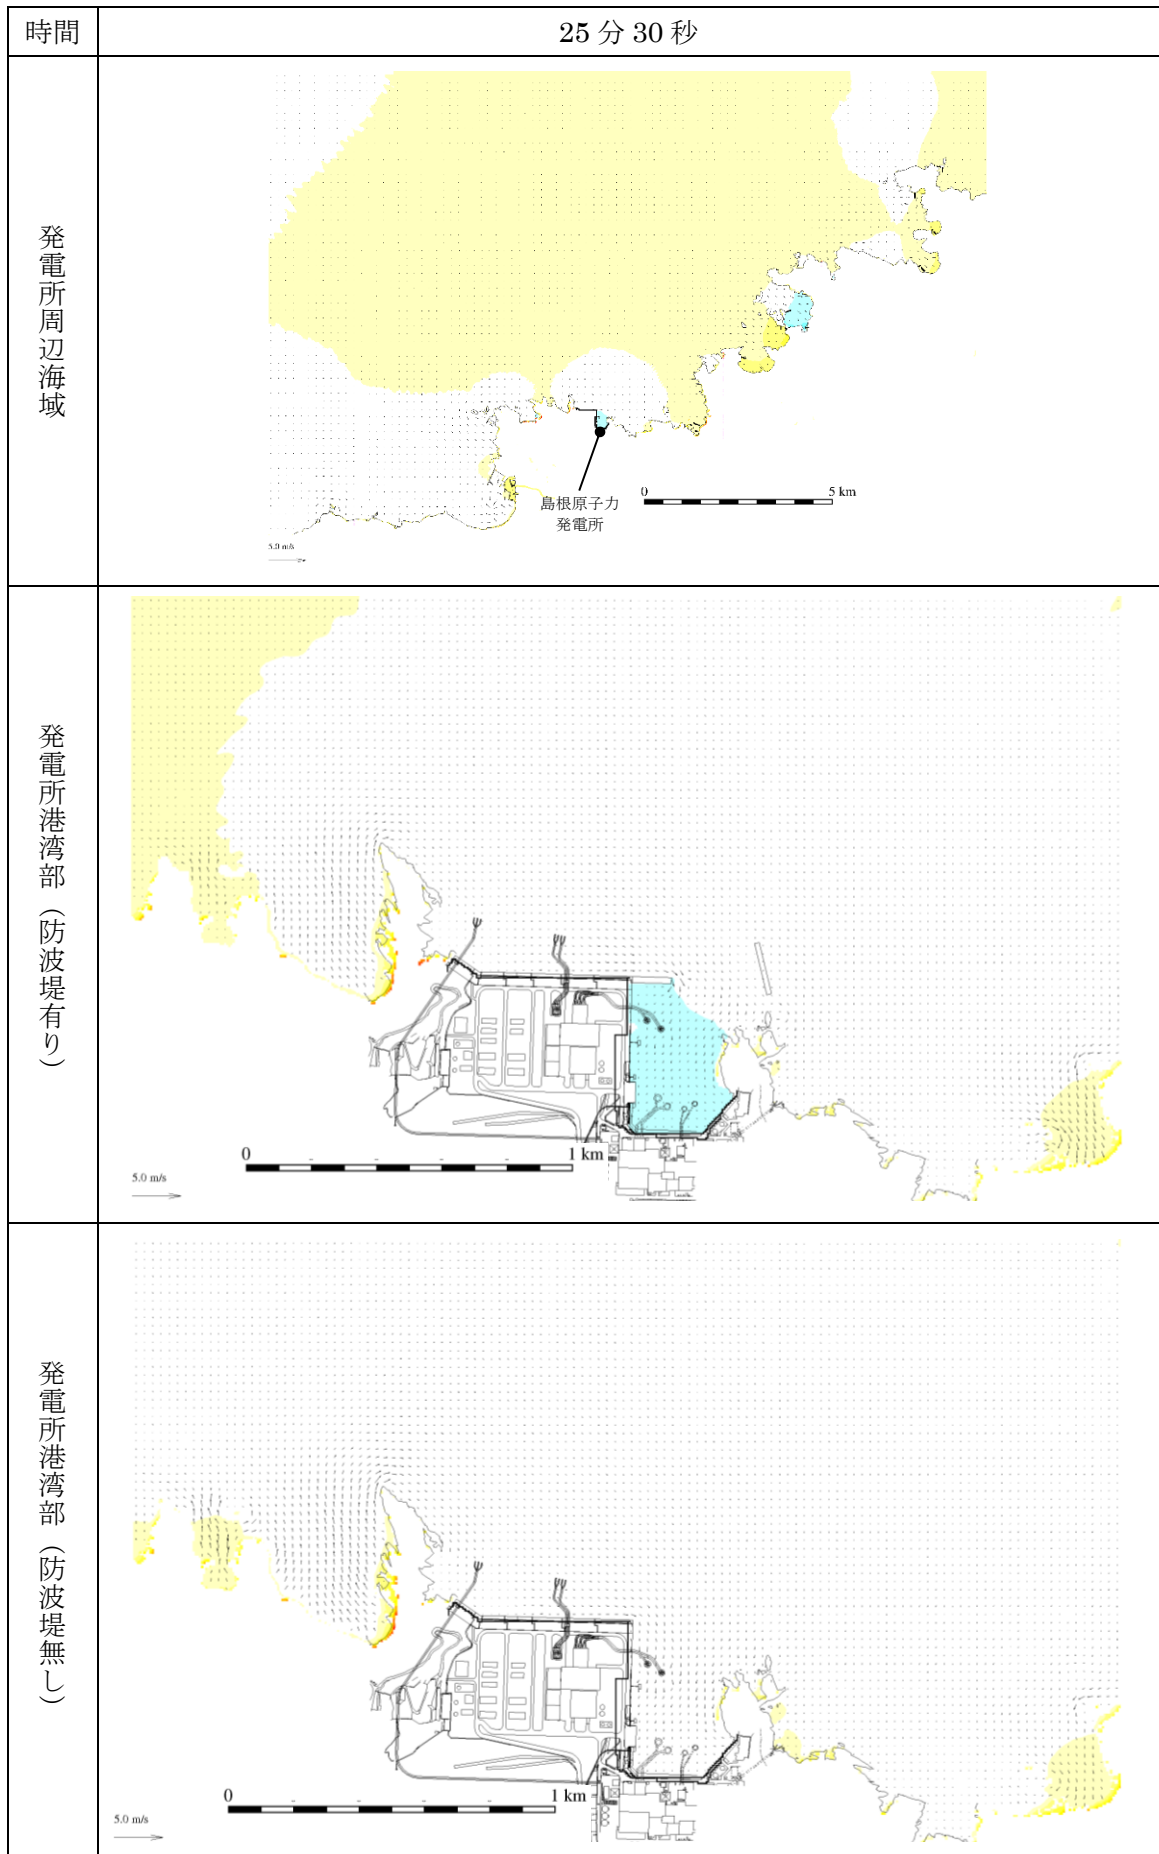 時間
25分30秒
発電所周辺海域
島根原子力
発電所
0 5 km
5.0 m/s
発電所港湾部（防波堤有り）
0 1 km
5.0 m/s
発電所港湾部（防波堤無し）
0 1 km
5.0 m/s